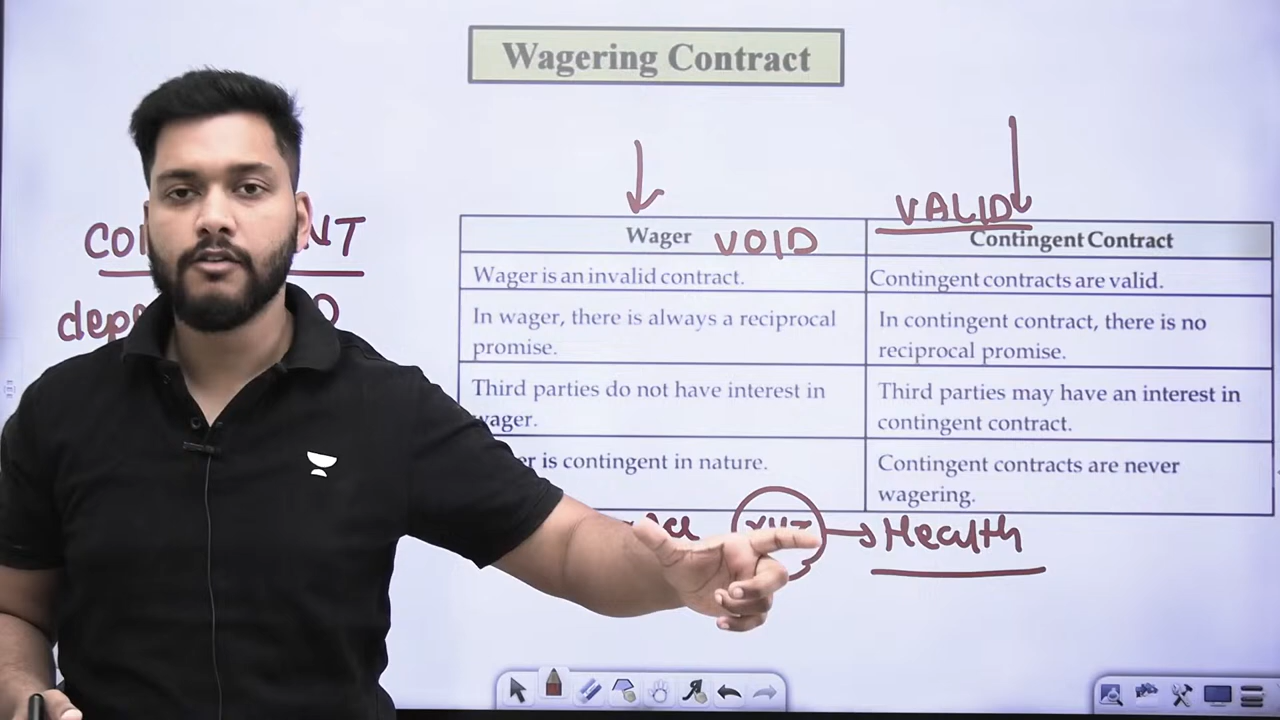 Wagering Contract
VALID
Wager VOID
Contingent Contract
Wager is an invalid contract.
Contingent contracts are valid.
In wager, there is always a reciprocal
promise.
In contingent contract, there is no
reciprocal promise.
Third parties do not have interest in
wager.
Third parties may have an interest in
contingent contract.
is contingent in nature.
Contingent contracts are never
wagering.
Health